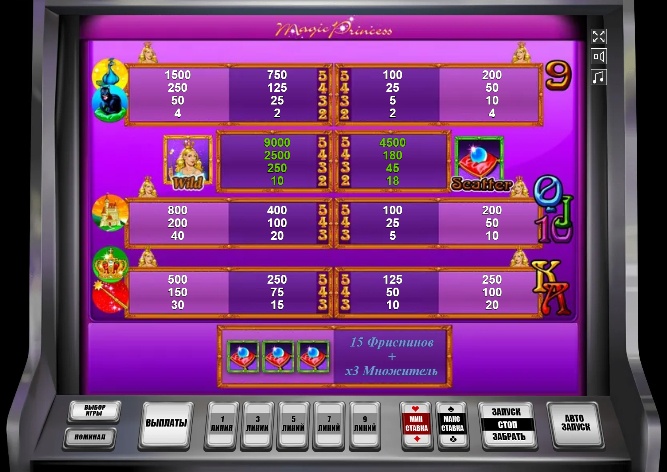 Magic Princess
1500 750 5 5 100 200 9
250 125 4 4 25 50
50 25 3 3 5 10
4 2 2 2 2 4
9000 5 5 4500
2500 4 4 180
250 3 3 45
Wild 10 2 2 18 Scatter
800 400 5 5 100 200 Q
200 100 4 4 25 50 J
40 20 3 3 5 10 10
500 250 5 5 125 250 K
150 75 4 4 50 100 A
30 15 3 3 10 20
15 Фриспинов
+
x3 Множитель
ВЫБОР
ИГРЫ
НОМИНАЛ
ВЫПЛАТЫ
1
ЛИНИЯ
3
ЛИНИИ
5
ЛИНИЙ
7
ЛИНИЙ
9
ЛИНИЙ
МИН
СТАВКА
МАКС
СТАВКА
ЗАПУСК
СТОП
ЗАБРАТЬ
АВТО
ЗАПУСК